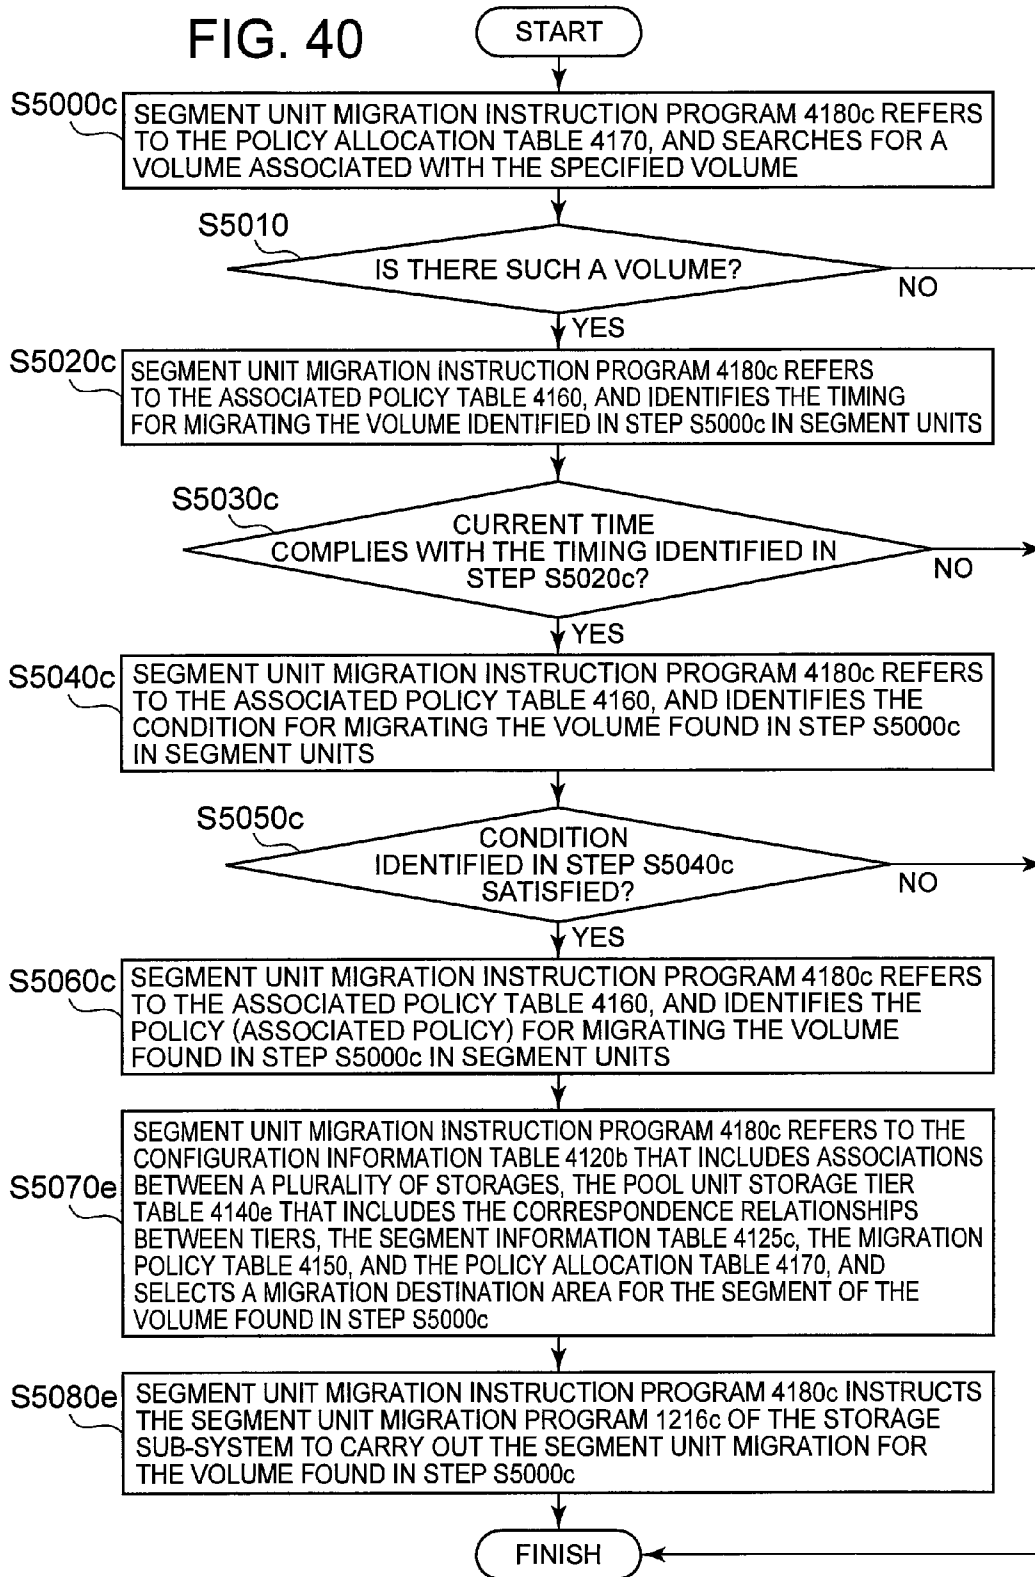 FIG. 40
START
S5000c
SEGMENT UNIT MIGRATION INSTRUCTION PROGRAM 4180c REFERS
TO THE POLICY ALLOCATION TABLE 4170, AND SEARCHES FOR A
VOLUME ASSOCIATED WITH THE SPECIFIED VOLUME
S5010
IS THERE SUCH A VOLUME?
NO
YES
S5020c
SEGMENT UNIT MIGRATION INSTRUCTION PROGRAM 4180c REFERS
TO THE ASSOCIATED POLICY TABLE 4160, AND IDENTIFIES THE TIMING
FOR MIGRATING THE VOLUME IDENTIFIED IN STEP S5000c IN SEGMENT UNITS
S5030c
CURRENT TIME
COMPLIES WITH THE TIMING IDENTIFIED IN
STEP S5020c?
NO
YES
S5040c
SEGMENT UNIT MIGRATION INSTRUCTION PROGRAM 4180c REFERS
TO THE ASSOCIATED POLICY TABLE 4160, AND IDENTIFIES THE
CONDITION FOR MIGRATING THE VOLUME FOUND IN STEP S5000c
IN SEGMENT UNITS
S5050c
CONDITION
IDENTIFIED IN STEP S5040c
SATISFIED?
NO
YES
S5060c
SEGMENT UNIT MIGRATION INSTRUCTION PROGRAM 4180c REFERS
TO THE ASSOCIATED POLICY TABLE 4160, AND IDENTIFIES THE
POLICY (ASSOCIATED POLICY) FOR MIGRATING THE VOLUME
FOUND IN STEP S5000c IN SEGMENT UNITS
S5070e
SEGMENT UNIT MIGRATION INSTRUCTION PROGRAM 4180c REFERS TO THE
CONFIGURATION INFORMATION TABLE 4120b THAT INCLUDES ASSOCIATIONS
BETWEEN A PLURALITY OF STORAGES, THE POOL UNIT STORAGE TIER
TABLE 4140e THAT INCLUDES THE CORRESPONDENCE RELATIONSHIPS
BETWEEN TIERS, THE SEGMENT INFORMATION TABLE 4125c, THE MIGRATION
POLICY TABLE 4150, AND THE POLICY ALLOCATION TABLE 4170, AND
SELECTS A MIGRATION DESTINATION AREA FOR THE SEGMENT OF THE
VOLUME FOUND IN STEP S5000c
S5080e
SEGMENT UNIT MIGRATION INSTRUCTION PROGRAM 4180c INSTRUCTS
THE SEGMENT UNIT MIGRATION PROGRAM 1216c OF THE STORAGE
SUB-SYSTEM TO CARRY OUT THE SEGMENT UNIT MIGRATION FOR
THE VOLUME FOUND IN STEP S5000c
FINISH